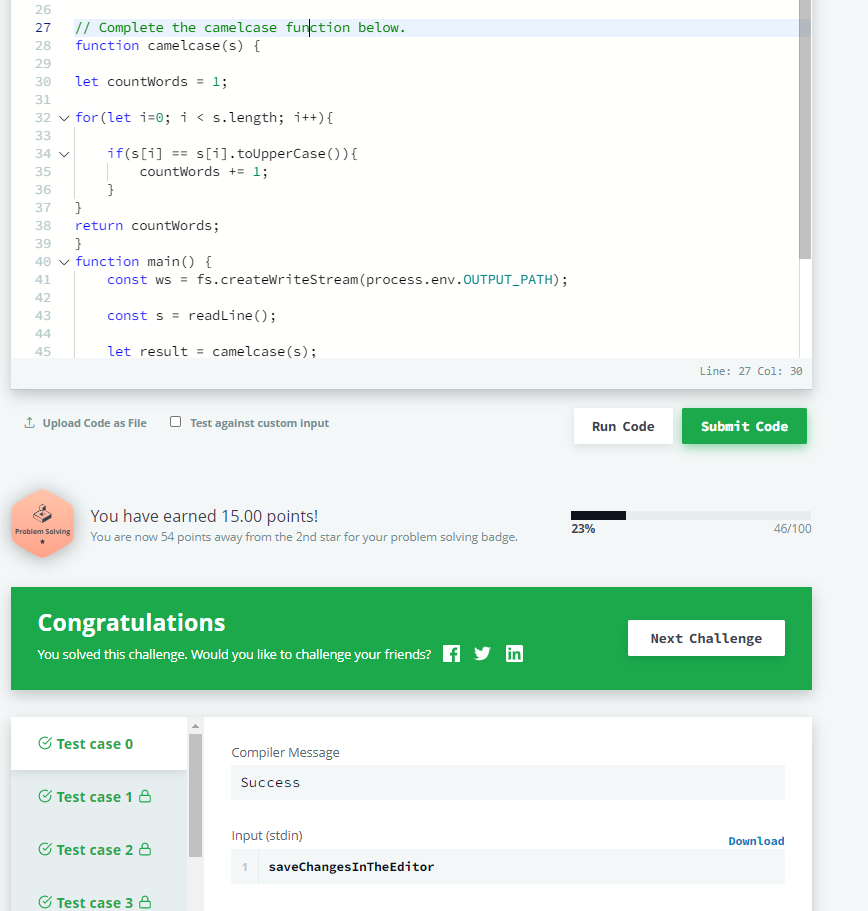 26
27 // Complete the camelcase function below.
28 function camelcase(s) {
29
30 let countWords = 1;
31
32 for(let i=0; i < s.length; i++){
33
34 if(s[i] == s[i].toUpperCase()){
35 countWords += 1;
36 }
37 }
38 return countWords;
39 }
40 function main() {
41 const ws = fs.createWriteStream(process.env.OUTPUT_PATH);
42
43 const s = readLine();
44
45 let result = camelcase(s);
Line: 27 Col: 30
Upload Code as File Test against custom input Run Code Submit Code
Problem Solving
You have earned 15.00 points!
You are now 54 points away from the 2nd star for your problem solving badge.
23% 46/100
Congratulations
You solved this challenge. Would you like to challenge your friends?
Next Challenge
Test case 0
Test case 1
Test case 2
Test case 3
Compiler Message
Success
Input (stdin) Download
1 saveChangesInTheEditor